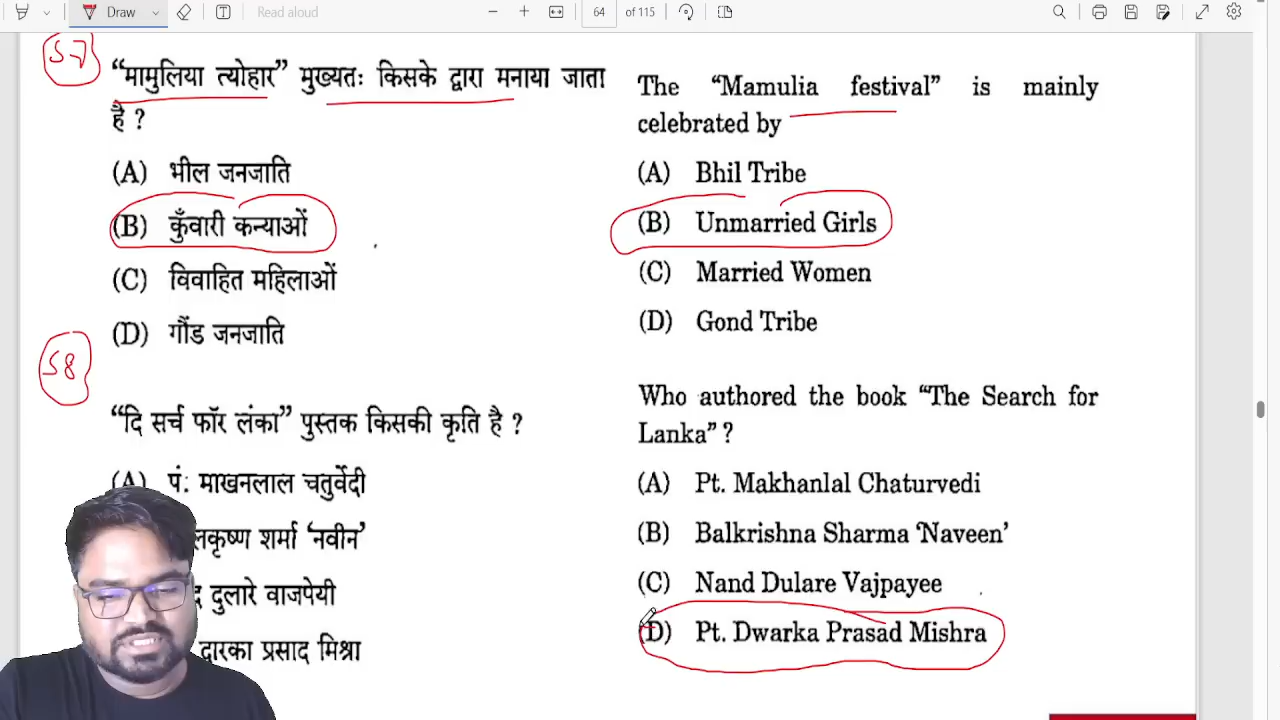 Draw
Read aloud
64 of 115
57
“मामुलिया त्योहार” मुख्यतः किसके द्वारा मनाया जाता
है ?
(A) भील जनजाति
(B) कुँवारी कन्याओं
(C) विवाहित महिलाओं
(D) गौंड जनजाति
The “Mamulia festival” is mainly
celebrated by
(A) Bhil Tribe
(B) Unmarried Girls
(C) Married Women
(D) Gond Tribe
58
“दि सर्च फॉर लंका” पुस्तक किसकी कृति है ?
(A) पं. माखनलाल चतुर्वेदी
शर्मा ‘नवीन’
दुलारे वाजपेयी
द्वारका प्रसाद मिश्रा
Who authored the book “The Search for
Lanka” ?
(A) Pt. Makhanlal Chaturvedi
(B) Balkrishna Sharma ‘Naveen’
(C) Nand Dulare Vajpayee
(D) Pt. Dwarka Prasad Mishra